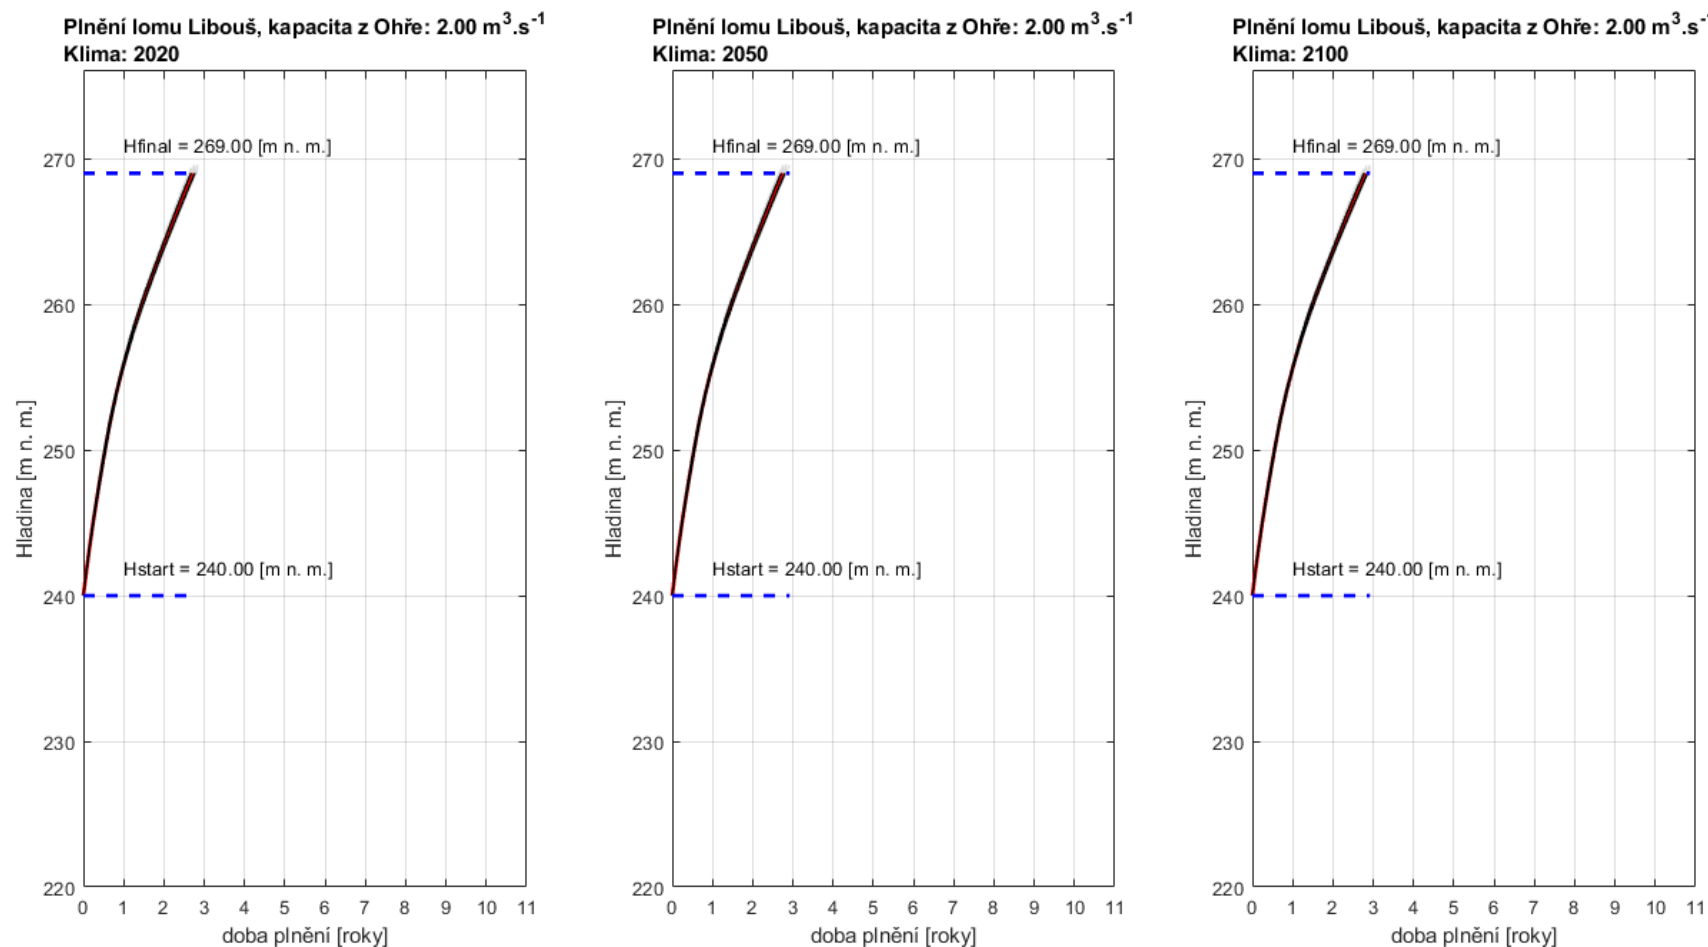 Plnění lomu Libouš, kapacita z Ohře: 2.00 m³.s⁻¹
Klima: 2020
Hladina [m n. m.]
270
260
250
240
230
220
Hfinal = 269.00 [m n. m.]
Hstart = 240.00 [m n. m.]
0 1 2 3 4 5 6 7 8 9 10 11
doba plnění [roky]
Plnění lomu Libouš, kapacita z Ohře: 2.00 m³.s⁻¹
Klima: 2050
Hladina [m n. m.]
270
260
250
240
230
220
Hfinal = 269.00 [m n. m.]
Hstart = 240.00 [m n. m.]
0 1 2 3 4 5 6 7 8 9 10 11
doba plnění [roky]
Plnění lomu Libouš, kapacita z Ohře: 2.00 m³.s⁻
Klima: 2100
Hladina [m n. m.]
270
260
250
240
230
220
Hfinal = 269.00 [m n. m.]
Hstart = 240.00 [m n. m.]
0 1 2 3 4 5 6 7 8 9 10 11
doba plnění [roky]